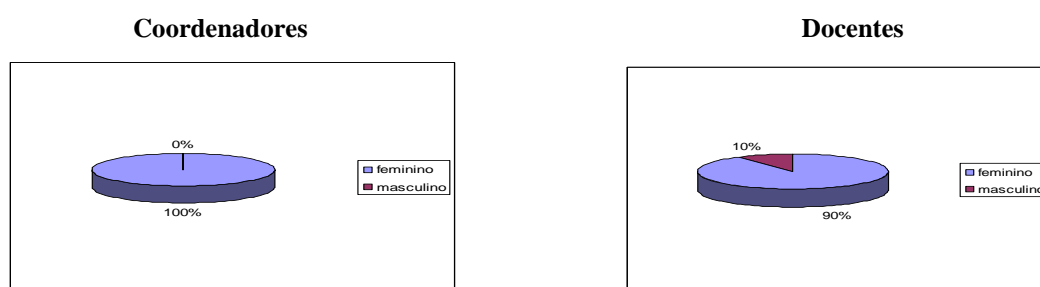 Coordenadores
0%
100%
feminino
masculino
Docentes
10%
90%
feminino
masculino